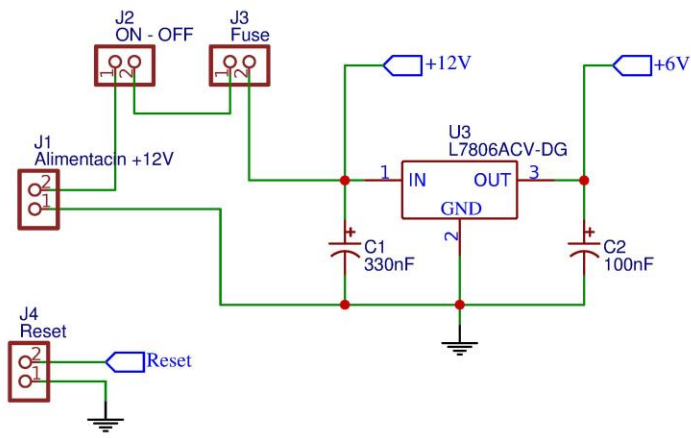 J2
ON - OFF
1
2
J3
Fuse
1
2
+12V
+6V
J1
Alimentacin +12V
2
1
U3
L7806ACV-DG
1
IN
OUT
3
GND
2
+
C1
330nF
+
C2
100nF
J4
Reset
2
1
Reset